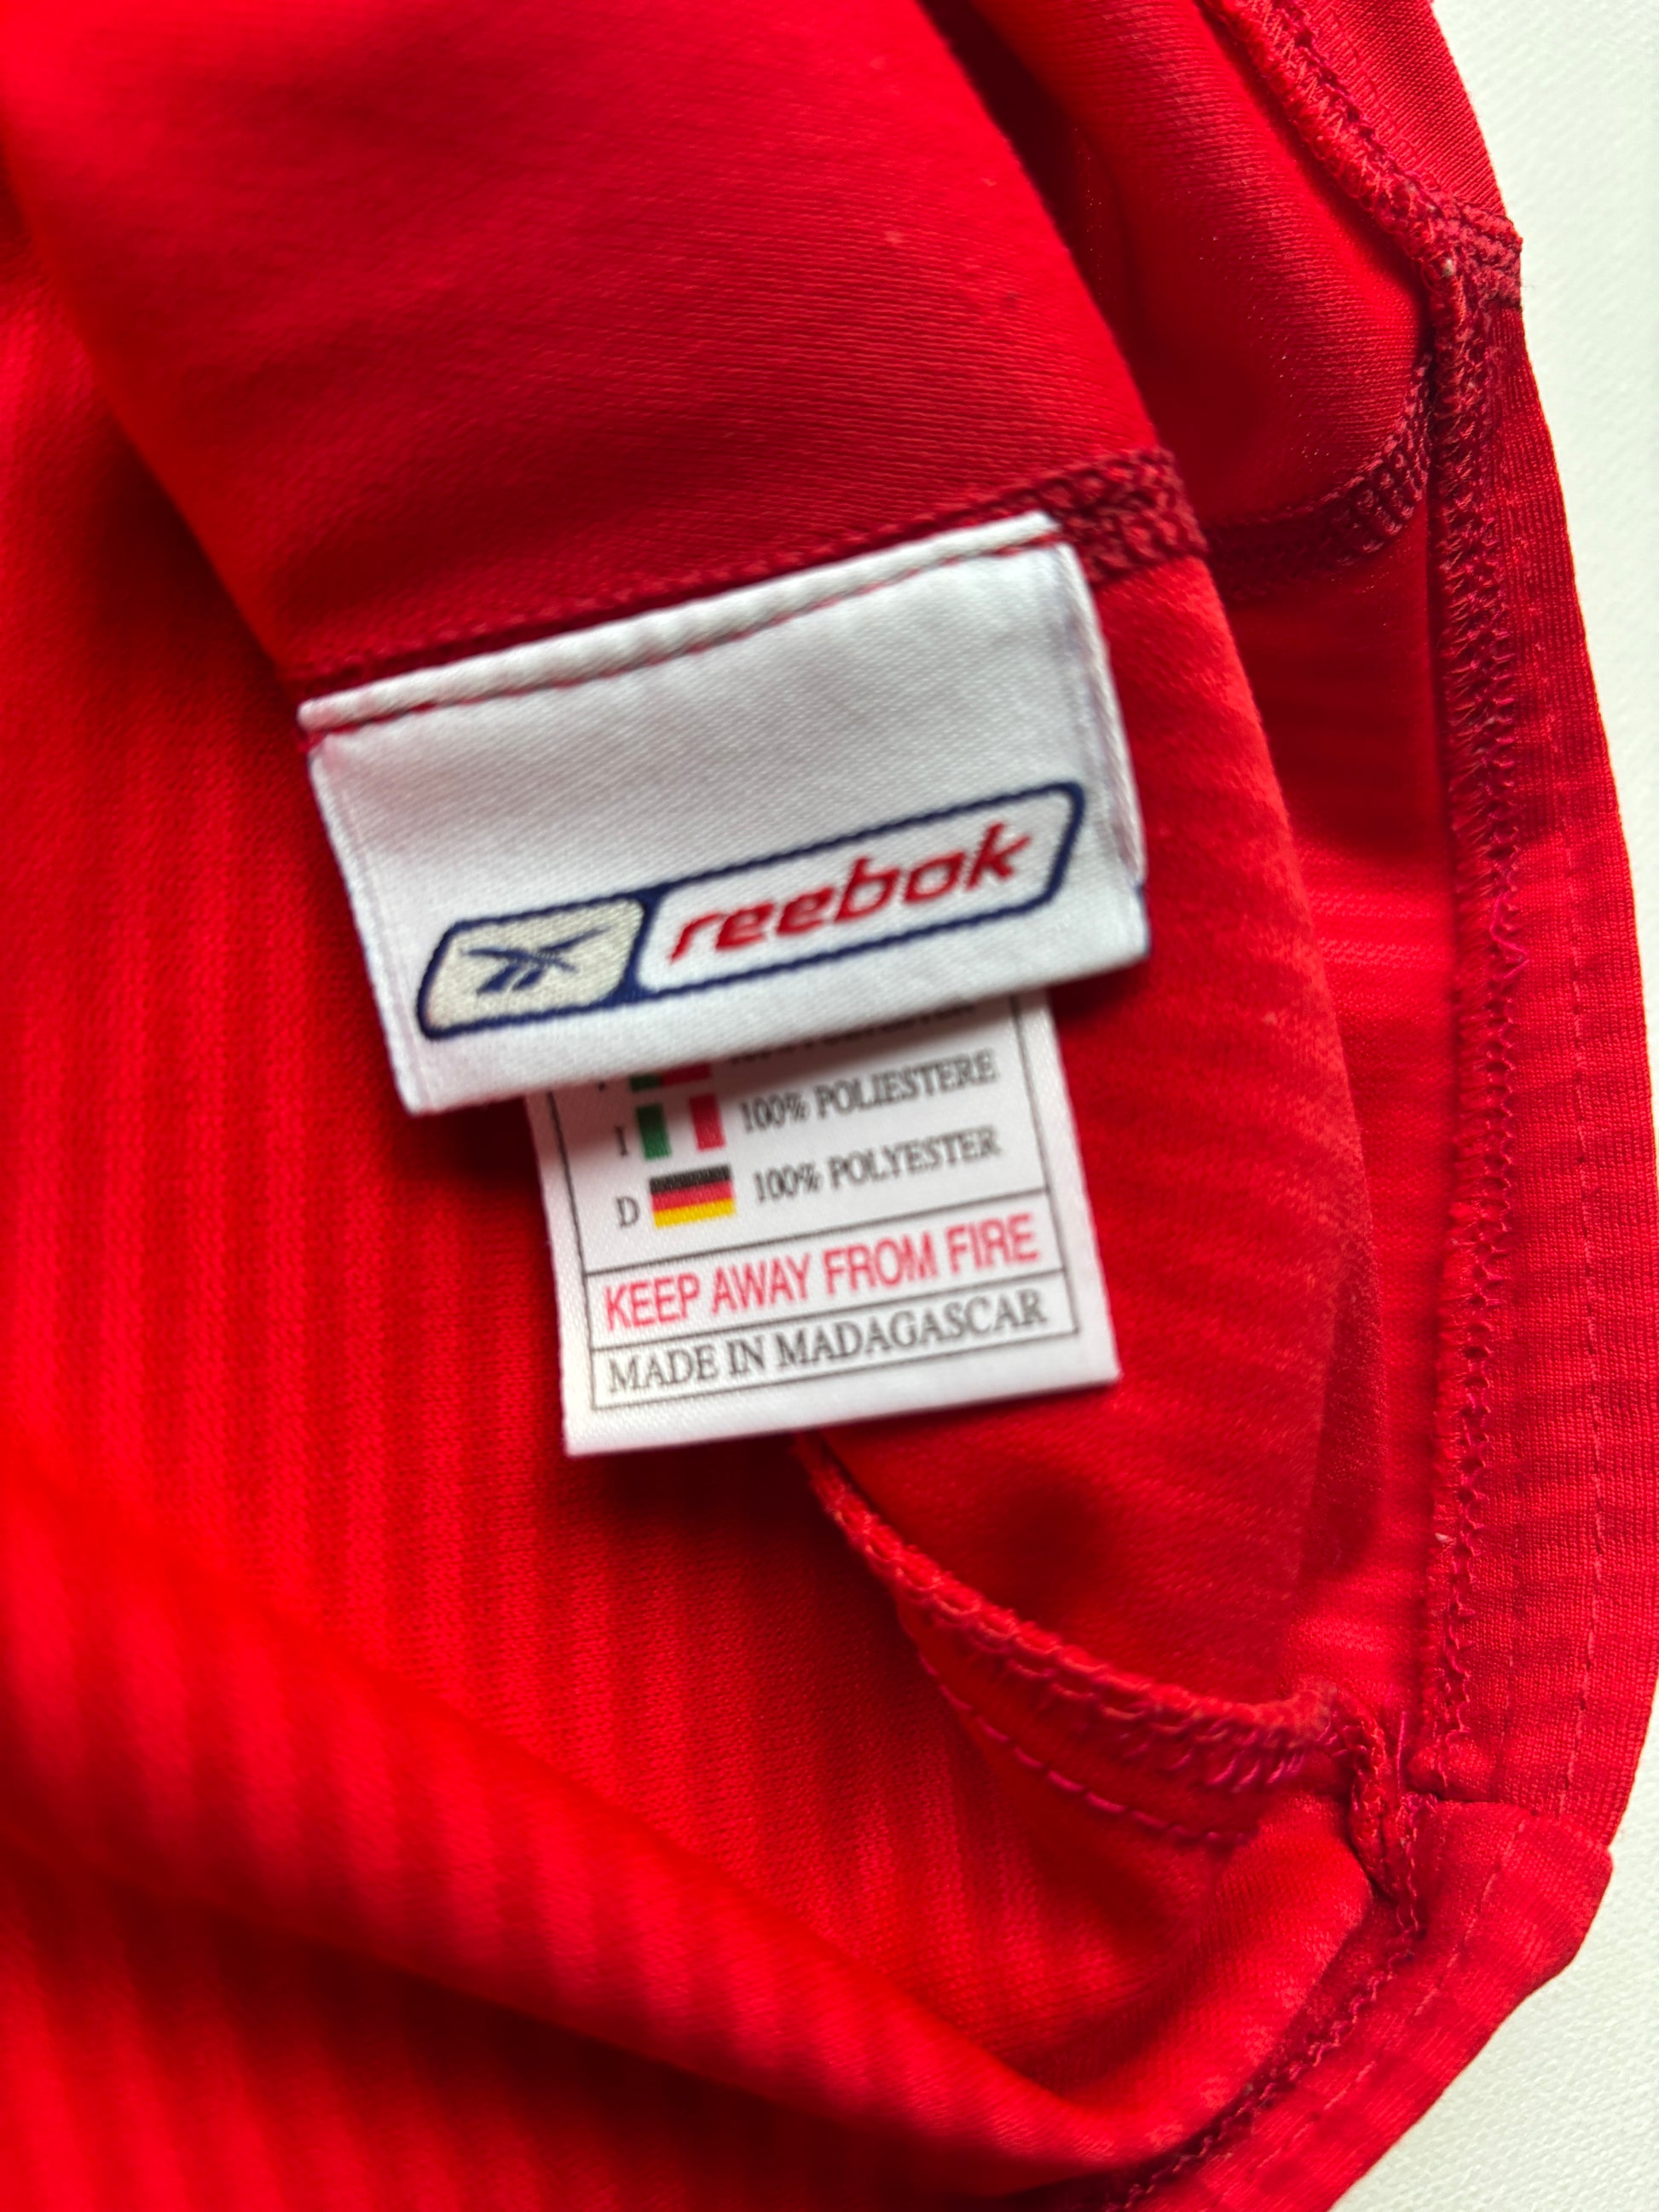 reebok
I 100% POLIESTERE
D 100% POLYESTER
KEEP AWAY FROM FIRE
MADE IN MADAGASCAR